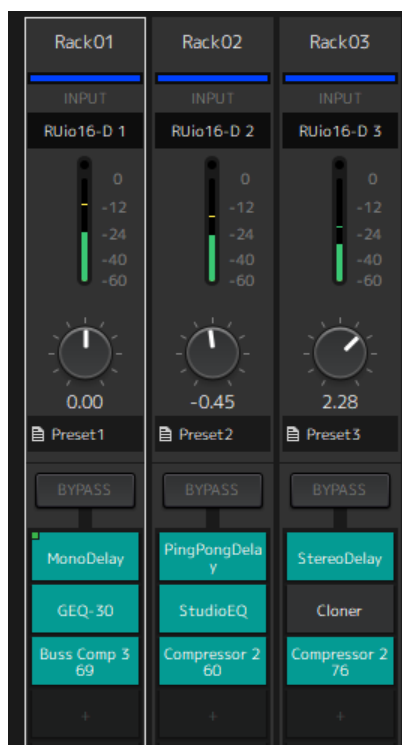 Rack01 Rack02 Rack03
INPUT INPUT INPUT
RUio16-D 1 RUio16-D 2 RUio16-D 3
0 0 0
-12 -12 -12
-24 -24 -24
-40 -40 -40
-60 -60 -60
0.00 -0.45 2.28
Preset1 Preset2 Preset3
BYPASS BYPASS BYPASS
MonoDelay PingPongDela
y StereoDelay
GEQ-30 StudioEQ Cloner
Buss Comp 3 Compressor 2 Compressor 2
69 60 76
+ + +